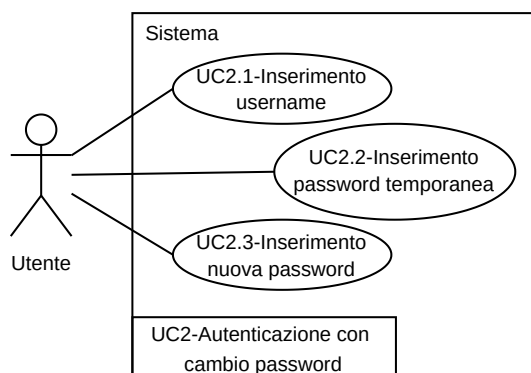 Sistema
UC2.1-Inserimento
username
UC2.2-Inserimento
password temporanea
UC2.3-Inserimento
nuova password
Utente
UC2-Autenticazione con
cambio password